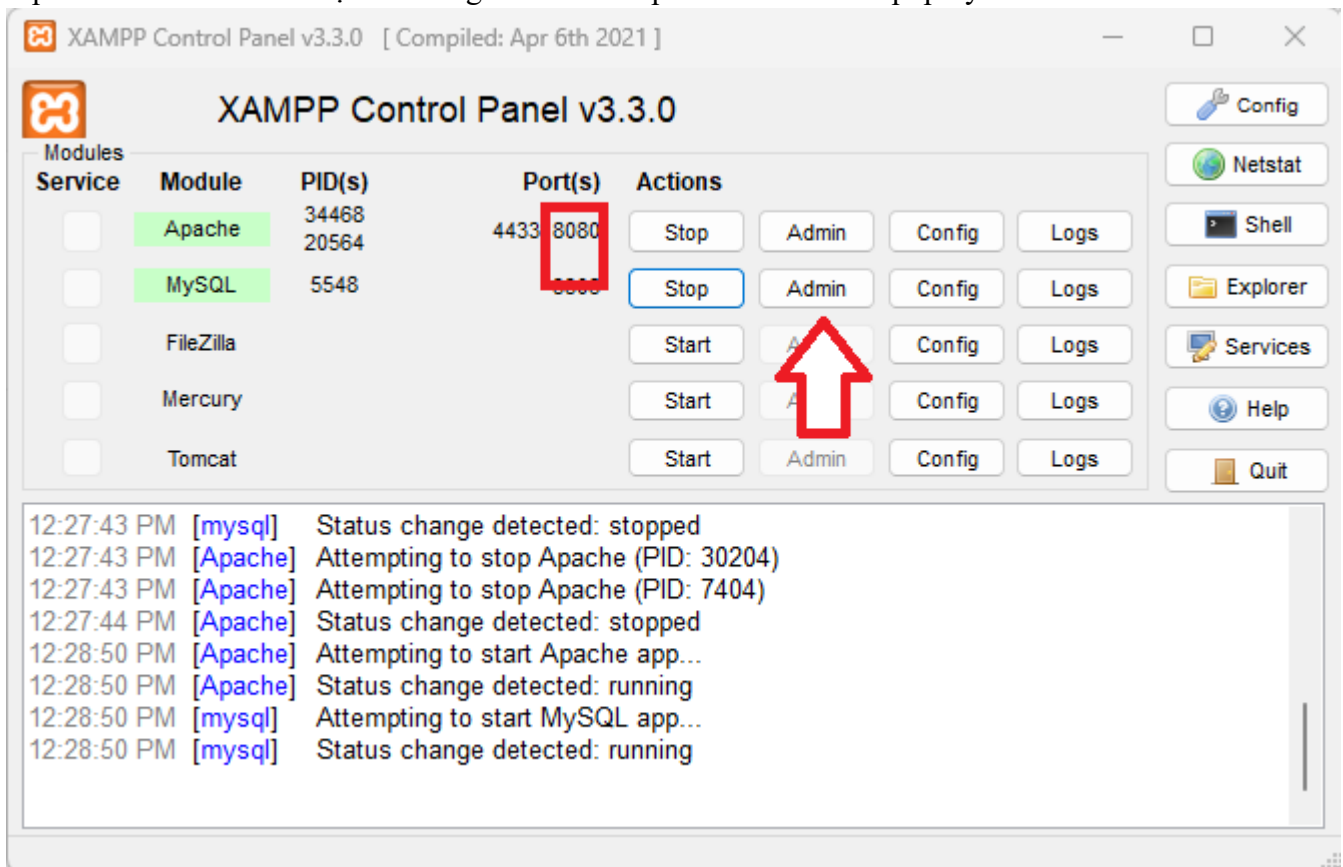 XAMPP Control Panel v3.3.0 [ Compiled: Apr 6th 2021 ]
XAMPP Control Panel v3.3.0
Config
Modules
Service Module PID(s) Port(s) Actions
Netstat
Apache 34468 20564 4433 8080 Stop Admin Config Logs
Shell
MySQL 5548 Stop Admin Config Logs
Explorer
FileZilla Start Config Logs
Services
Mercury Start Config Logs
Help
Tomcat Start Admin Config Logs
Quit
12:27:43 PM [mysql] Status change detected: stopped
12:27:43 PM [Apache] Attempting to stop Apache (PID: 30204)
12:27:43 PM [Apache] Attempting to stop Apache (PID: 7404)
12:27:44 PM [Apache] Status change detected: stopped
12:28:50 PM [Apache] Attempting to start Apache app...
12:28:50 PM [Apache] Status change detected: running
12:28:50 PM [mysql] Attempting to start MySQL app...
12:28:50 PM [mysql] Status change detected: running